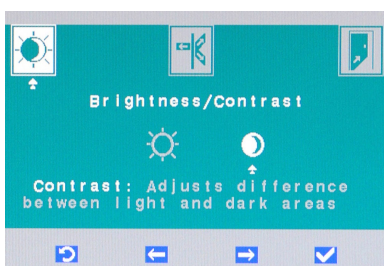 Brightness/Contrast
Contrast: Adjusts difference
between light and dark areas